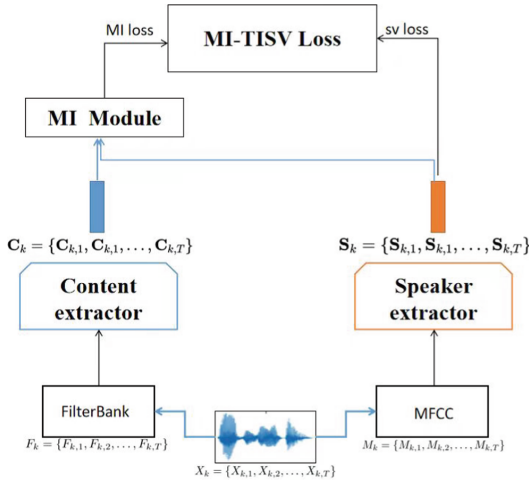 MI-TISV Loss
MI loss
sv loss
MI Module
C_k = {C_{k,1}, C_{k,1}, . . . , C_{k,T}}
S_k = {S_{k,1}, S_{k,1}, . . . , S_{k,T}}
Content
extractor
Speaker
extractor
FilterBank
MFCC
F_k = {F_{k,1}, F_{k,2}, . . . , F_{k,T}}
M_k = {M_{k,1}, M_{k,2}, . . . , M_{k,T}}
X_k = {X_{k,1}, X_{k,2}, . . . , X_{k,T}}